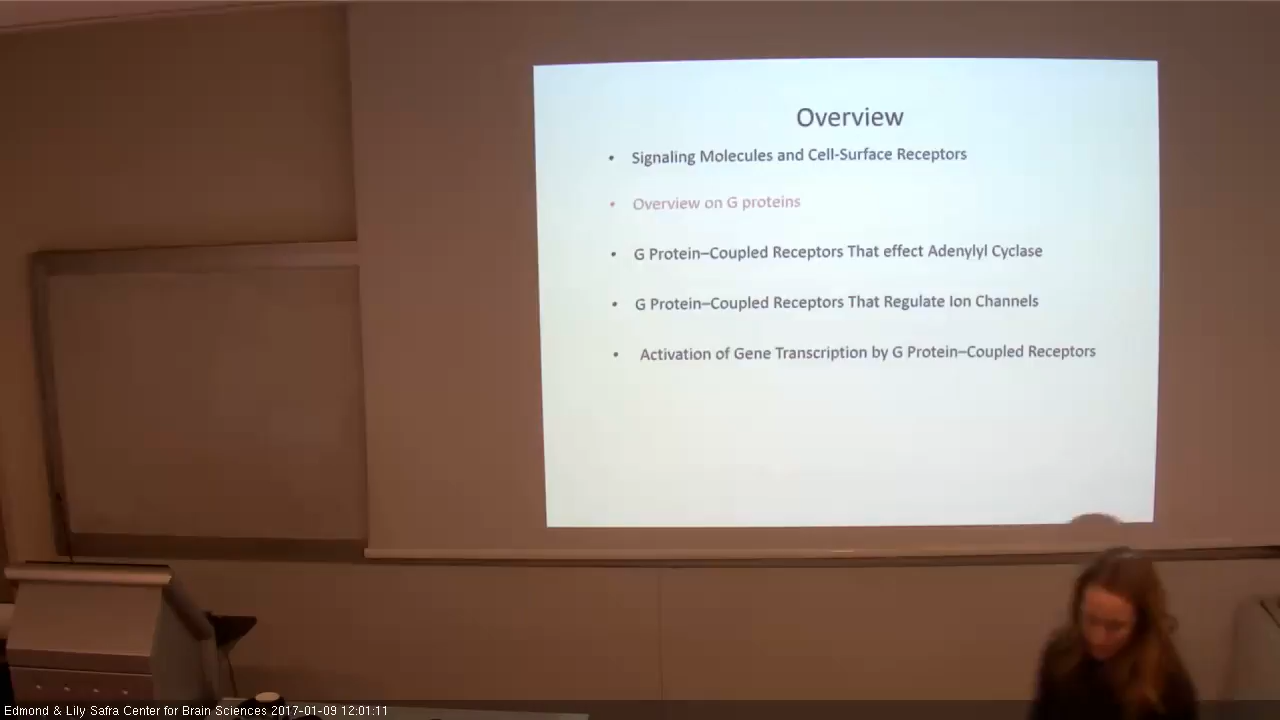 Overview
• Signaling Molecules and Cell-Surface Receptors
• Overview on G proteins
• G Protein–Coupled Receptors That effect Adenylyl Cyclase
• G Protein–Coupled Receptors That Regulate Ion Channels
• Activation of Gene Transcription by G Protein–Coupled Receptors
Edmond & Lily Safra Center for Brain Sciences 2017-01-09 12:01:11